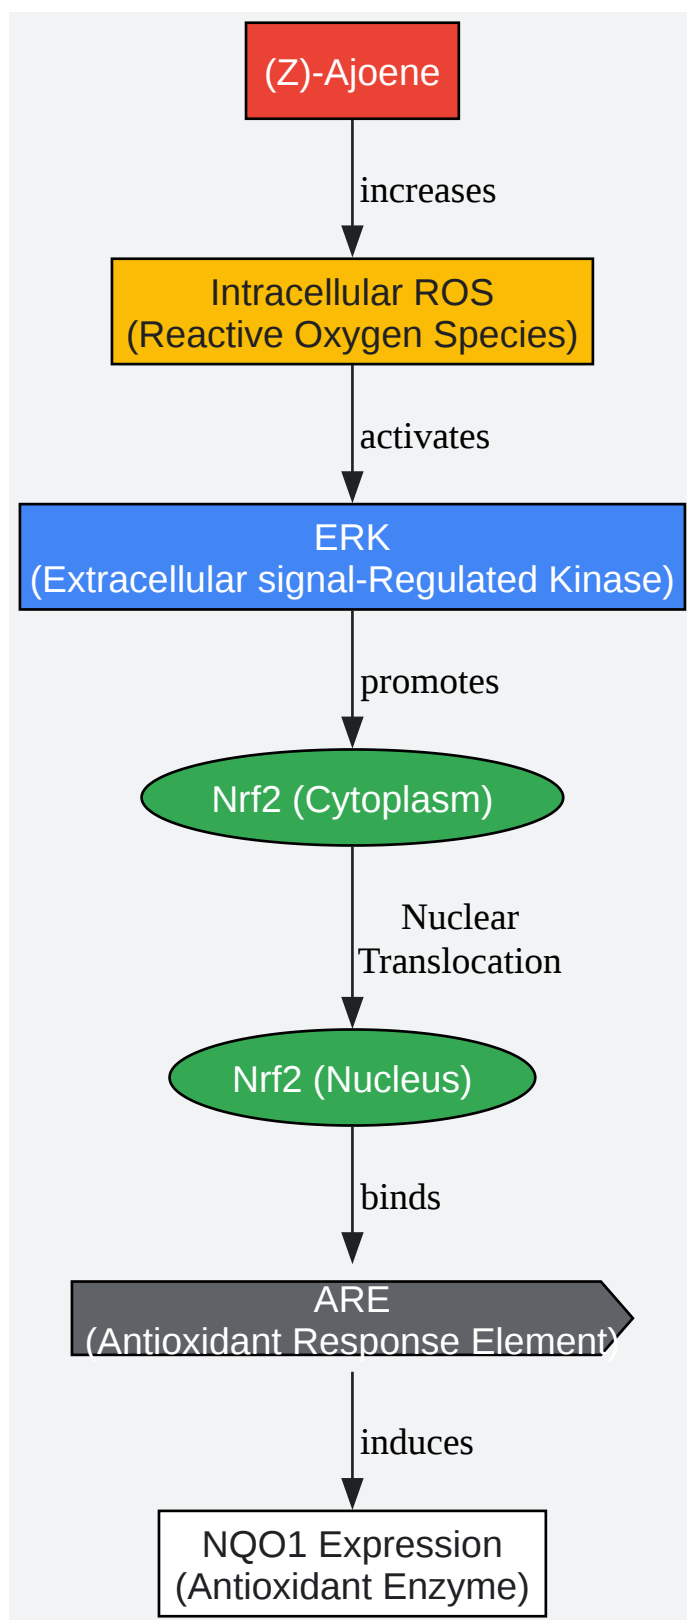 (Z)-Ajoene
increases
Intracellular ROS
(Reactive Oxygen Species)
activates
ERK
(Extracellular signal-Regulated Kinase)
promotes
Nrf2 (Cytoplasm)
Nuclear
Translocation
Nrf2 (Nucleus)
binds
ARE
(Antioxidant Response Element)
induces
NQO1 Expression
(Antioxidant Enzyme)